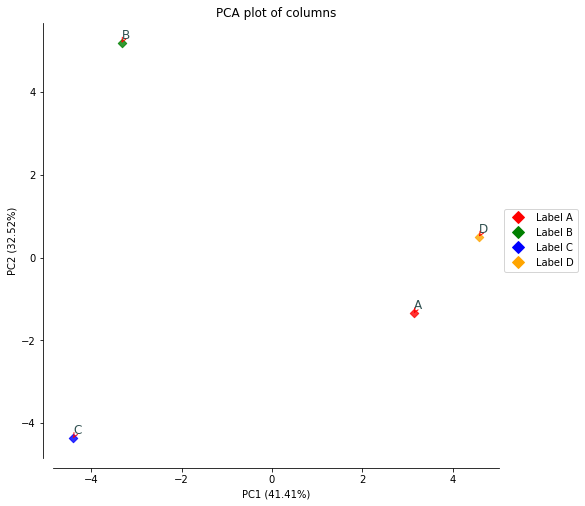 PCA plot of columns
B
4
2
0
−2
−4
PC2 (32.52%)
D
A
C
Label A
Label B
Label C
Label D
−4 −2 0 2 4
PC1 (41.41%)